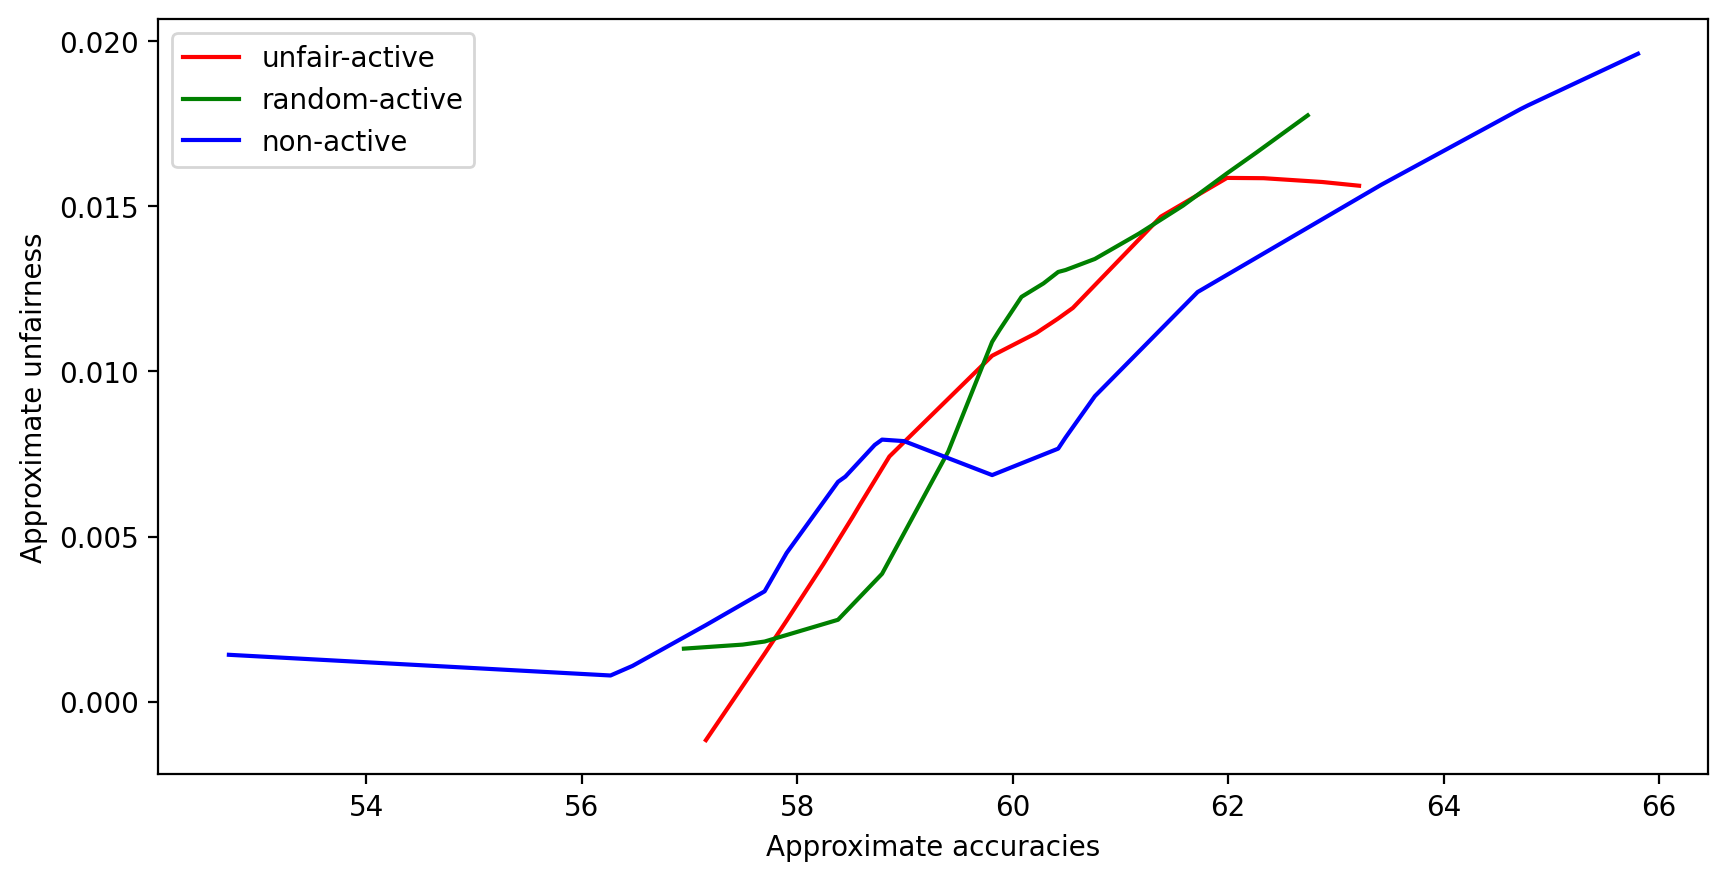 0.020
0.015
0.010
0.005
0.000
Approximate unfairness
unfair-active
random-active
non-active
54
56
58
60
62
64
66
Approximate accuracies